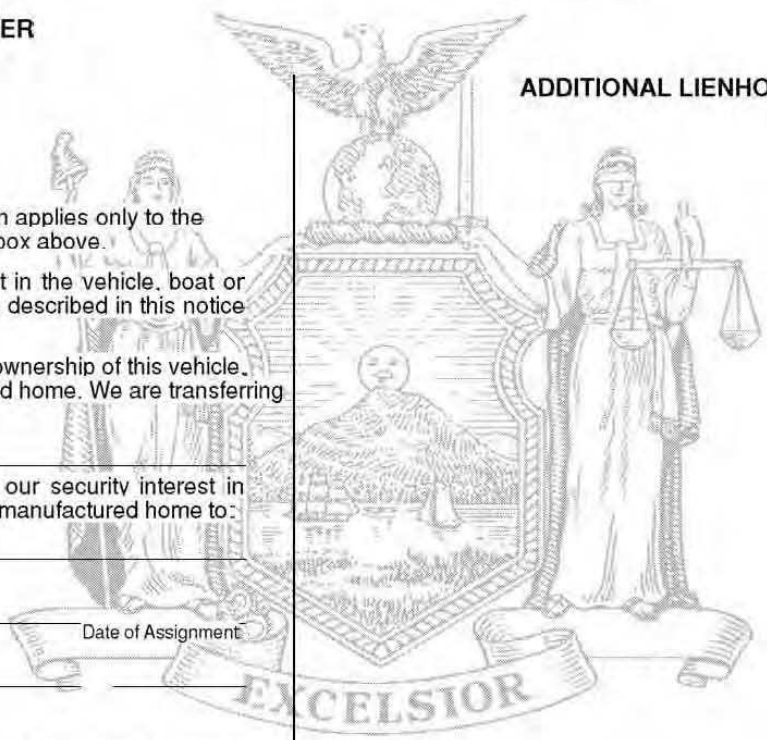 ER
ADDITIONAL LIENHO
n applies only to the
box above.
t in the vehicle, boat or
described in this notice
ownership of this vehicle,
d home. We are transferring
our security interest in
manufactured home to:
Date of Assignment
EXCELSIOR